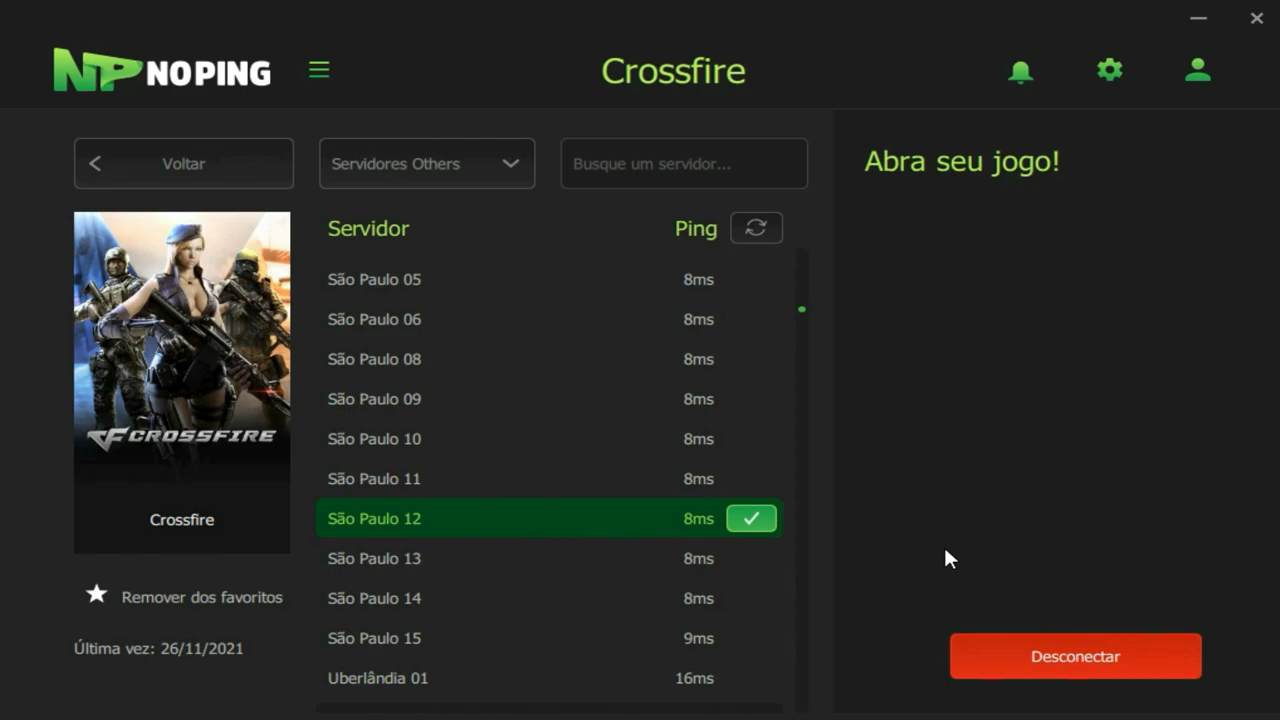 NP NOPING
Crossfire
Voltar
Servidores Others
Busque um servidor...
Abra seu jogo!
Servidor Ping
São Paulo 05 8ms
São Paulo 06 8ms
São Paulo 08 8ms
São Paulo 09 8ms
São Paulo 10 8ms
São Paulo 11 8ms
São Paulo 12 8ms
São Paulo 13 8ms
São Paulo 14 8ms
São Paulo 15 9ms
Uberlândia 01 16ms
CF CROSSFIRE
Crossfire
Remover dos favoritos
Última vez: 26/11/2021
Desconectar